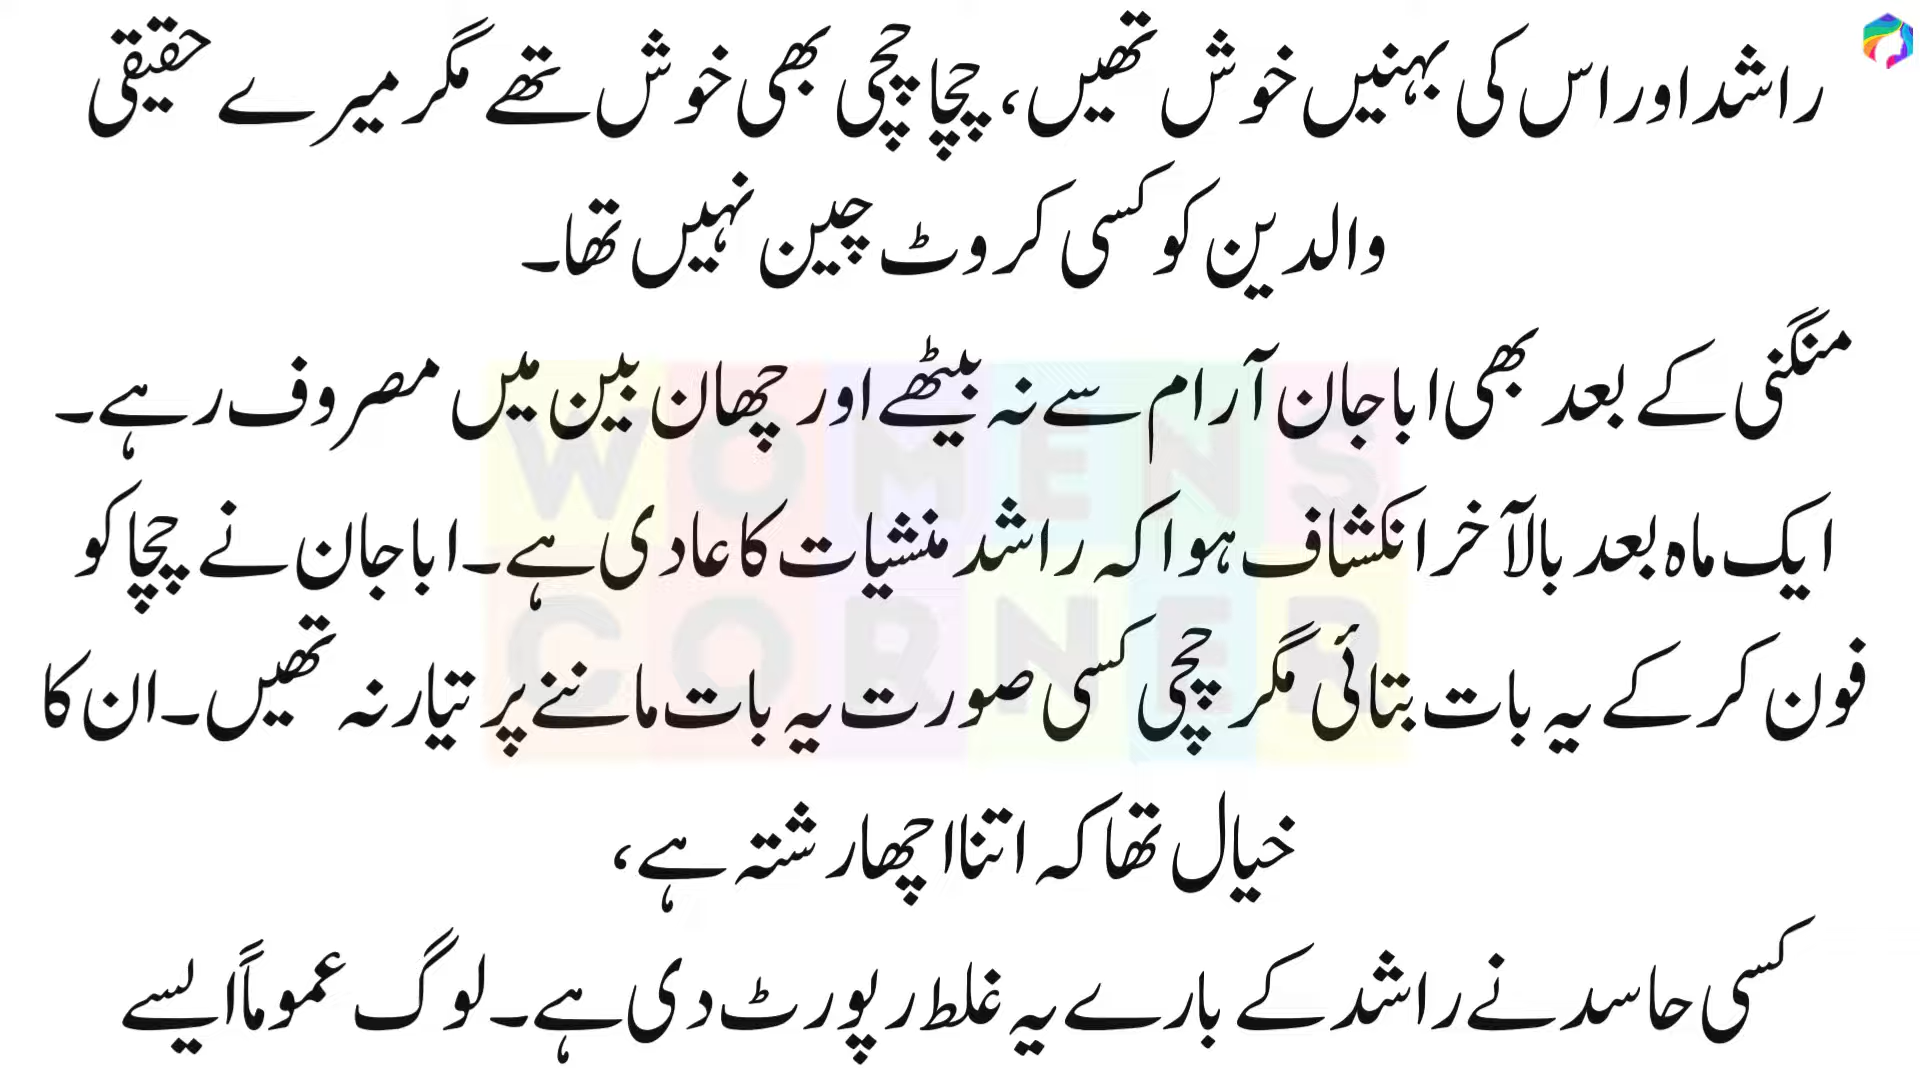 راشد اور اس کی بہنیں خوش تھیں، چچا چچی بھی خوش تھے مگر میرے حقیقی
والدین کو کسی کروٹ چین نہیں تھا۔
منگنی کے بعد بھی ابا جان آرام سے نہ بیٹھے اور چھان بین میں مصروف رہے۔
ایک ماہ بعد بالآخر انکشاف ہوا کہ راشد منشیات کا عادی ہے۔ ابا جان نے چچا کو
فون کر کے یہ بات بتائی مگر چچی کسی صورت یہ بات ماننے پر تیار نہ تھیں۔ ان کا
خیال تھا کہ اتنا اچھا رشتہ ہے،
کسی حاسد نے راشد کے بارے یہ غلط رپورٹ دی ہے۔ لوگ عموماً ایسے
WOMENS
CORNER